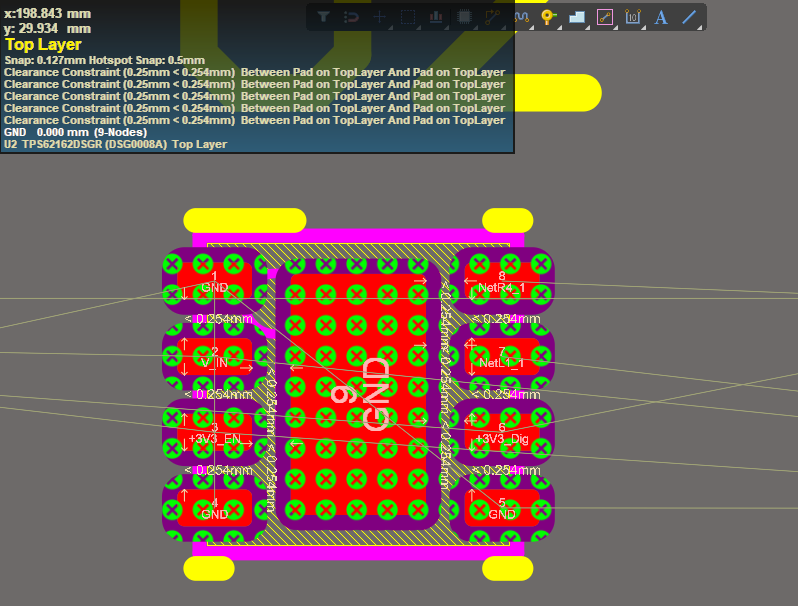 x:198.843 mm
y: 29.934 mm
Top Layer
Snap: 0.127mm Hotspot Snap: 0.5mm
Clearance Constraint (0.25mm < 0.254mm) Between Pad on TopLayer And Pad on TopLayer
Clearance Constraint (0.25mm < 0.254mm) Between Pad on TopLayer And Pad on TopLayer
Clearance Constraint (0.25mm < 0.254mm) Between Pad on TopLayer And Pad on TopLayer
Clearance Constraint (0.25mm < 0.254mm) Between Pad on TopLayer And Pad on TopLayer
Clearance Constraint (0.25mm < 0.254mm) Between Pad on TopLayer And Pad on TopLayer
GND 0.000 mm (9-Nodes)
U2 TPS62162DSGR (DSG0008A) Top Layer
10
A
1
GND
8
NetR4_1
< 0.254mm
< 0.254mm
2
V_IN
7
NetL1_1
9
GND
< 0.254mm
< 0.254mm
3
+3V3_EN
6
+3V3_Dig
< 0.254mm
< 0.254mm
4
GND
5
GND
< 0.254mm
< 0.254mm
< 0.254mm
< 0.254mm